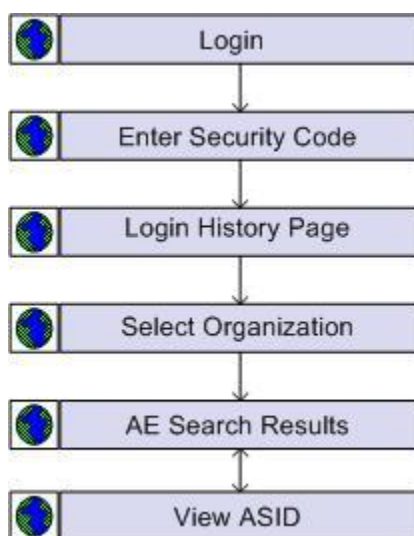 Login
Enter Security Code
Login History Page
Select Organization
AE Search Results
View ASID